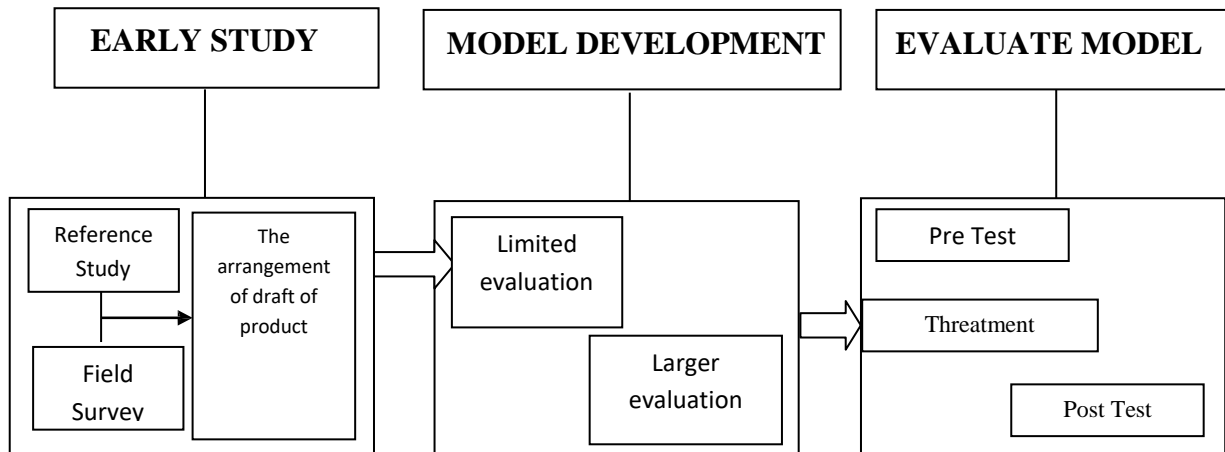 EARLY STUDY
MODEL DEVELOPMENT
EVALUATE MODEL
Reference
Study
Field
Survey
The
arrangement
of draft of
product
Limited
evaluation
Larger
evaluation
Pre Test
Threatment
Post Test